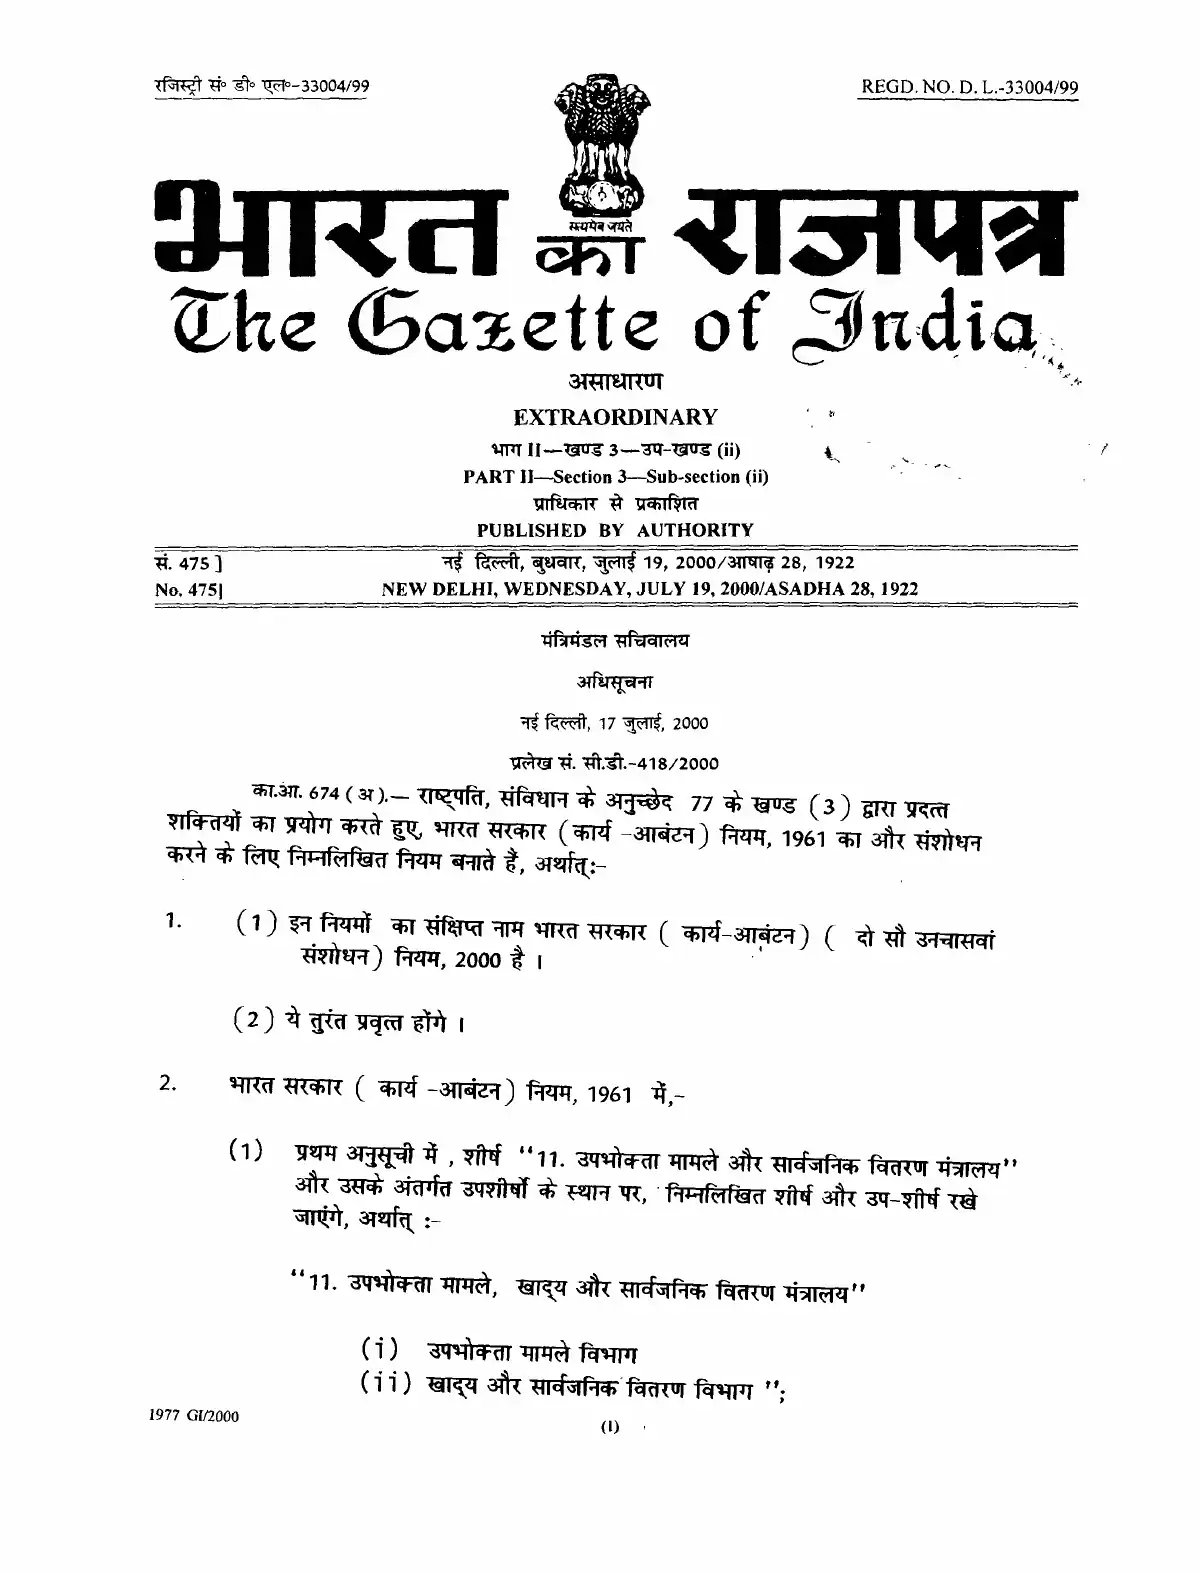 रजिस्ट्री सं० डी० एल०-33004/99
REGD. NO. D. L.-33004/99
सत्यमेव जयते
भारत का राजपत्र
The Gazette of India
असाधारण
EXTRAORDINARY
भाग II—खण्ड 3—उप-खण्ड (ii)
PART II—Section 3—Sub-section (ii)
प्राधिकार से प्रकाशित
PUBLISHED BY AUTHORITY
सं. 475 ]
नई दिल्ली, बुधवार, जुलाई 19, 2000/आषाढ़ 28, 1922
No. 475]
NEW DELHI, WEDNESDAY, JULY 19, 2000/ASADHA 28, 1922
मंत्रिमंडल सचिवालय
अधिसूचना
नई दिल्ली, 17 जुलाई, 2000
प्रलेख सं. सी.डी.-418/2000
का.आ. 674 ( अ ).— राष्ट्पति, संविधान के अनुच्छेद 77 के खण्ड (3) द्वारा प्रदत्त
शक्तियों का प्रयोग करते हुए, भारत सरकार (कार्य -आबंटन) नियम, 1961 का और संशोधन
करने के लिए निम्नलिखित नियम बनाते हैं, अर्थात्:-
1. (1) इन नियमों का संक्षिप्त नाम भारत सरकार ( कार्य-आबंटन) ( दो सौ उनचासवां
संशोधन) नियम, 2000 है ।
(2) ये तुरंत प्रवृत्त होंगे ।
2. भारत सरकार ( कार्य -आबंटन) नियम, 1961 में,-
(1) प्रथम अनुसूची में , शीर्ष "11. उपभोक्ता मामले और सार्वजनिक वितरण मंत्रालय"
और उसके अंतर्गत उपशीर्षों के स्थान पर, निम्नलिखित शीर्ष और उप-शीर्ष रखे
जाएंगे, अर्थात् :-
"11. उपभोक्ता मामले, खाद्य और सार्वजनिक वितरण मंत्रालय"
(i) उपभोक्ता मामले विभाग
(ii) खाद्य और सार्वजनिक वितरण विभाग ";
1977 GI/2000
(1)